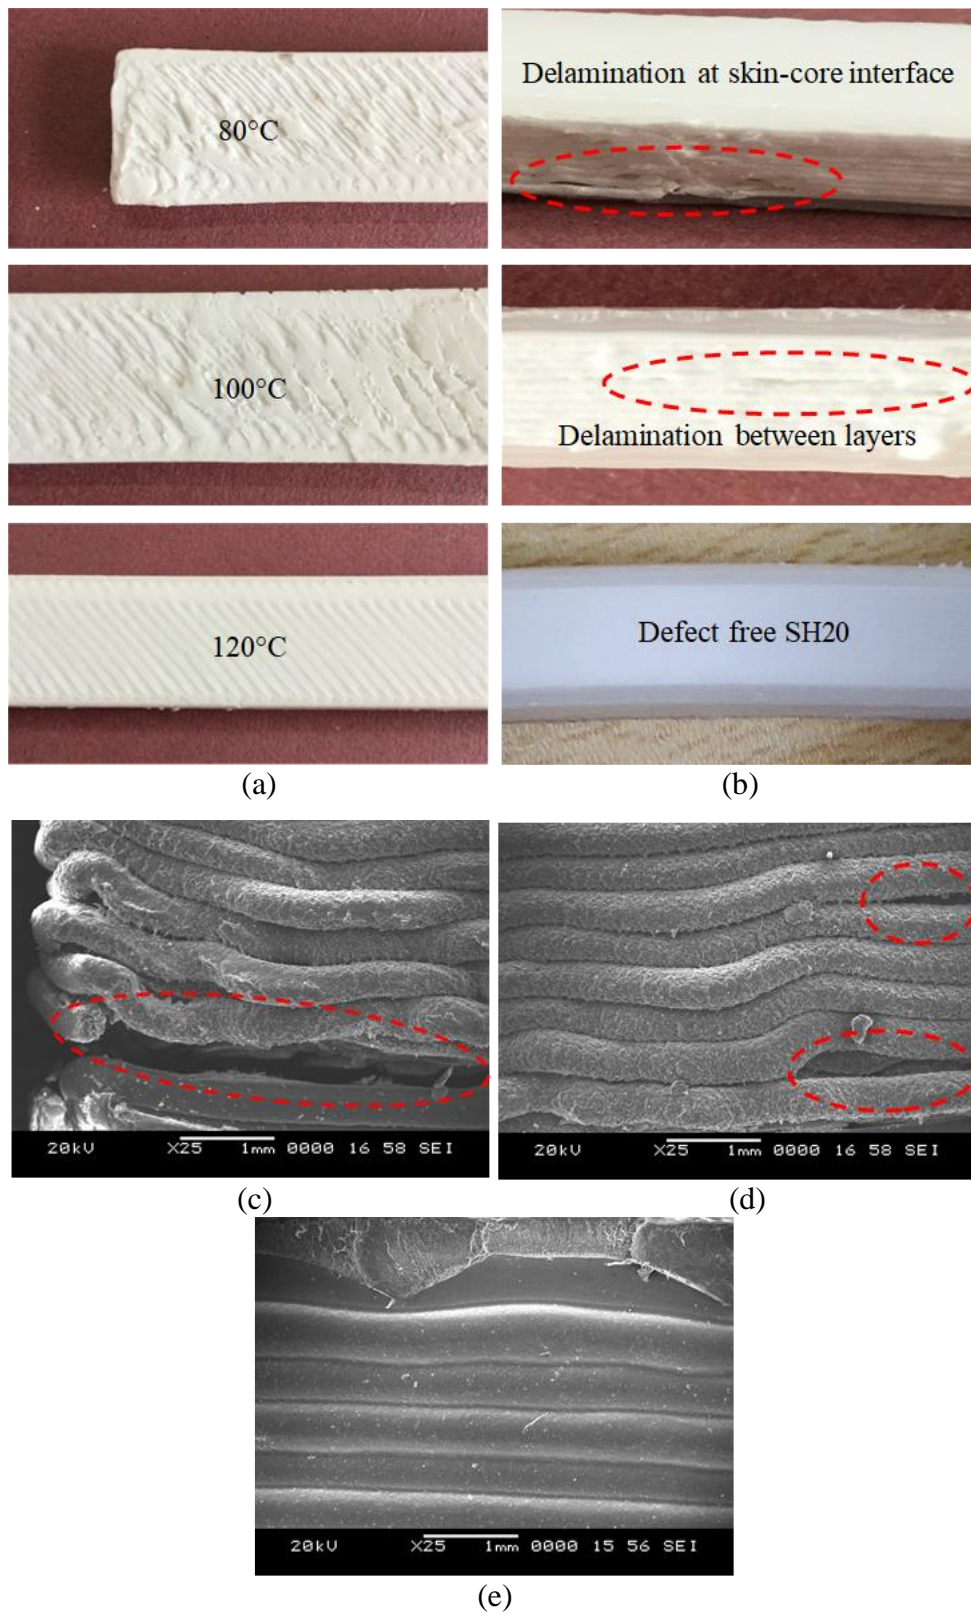 80°C
Delamination at skin-core interface
100°C
Delamination between layers
120°C
Defect free SH20
(a)
(b)
20kV X25 1mm 0000 16 58 SEI
20kV X25 1mm 0000 16 58 SEI
(c)
(d)
20kV X25 1mm 0000 15 56 SEI
(e)